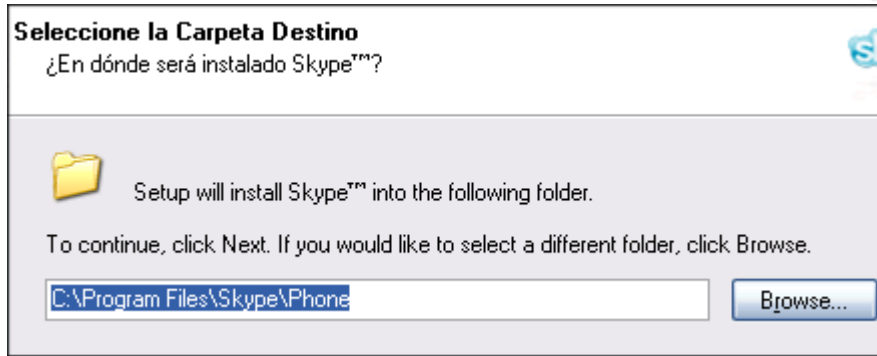 Seleccione la Carpeta Destino
¿En dónde será instalado Skype™?
Setup will install Skype™ into the following folder.
To continue, click Next. If you would like to select a different folder, click Browse.
C:\Program Files\Skype\Phone
Browse...